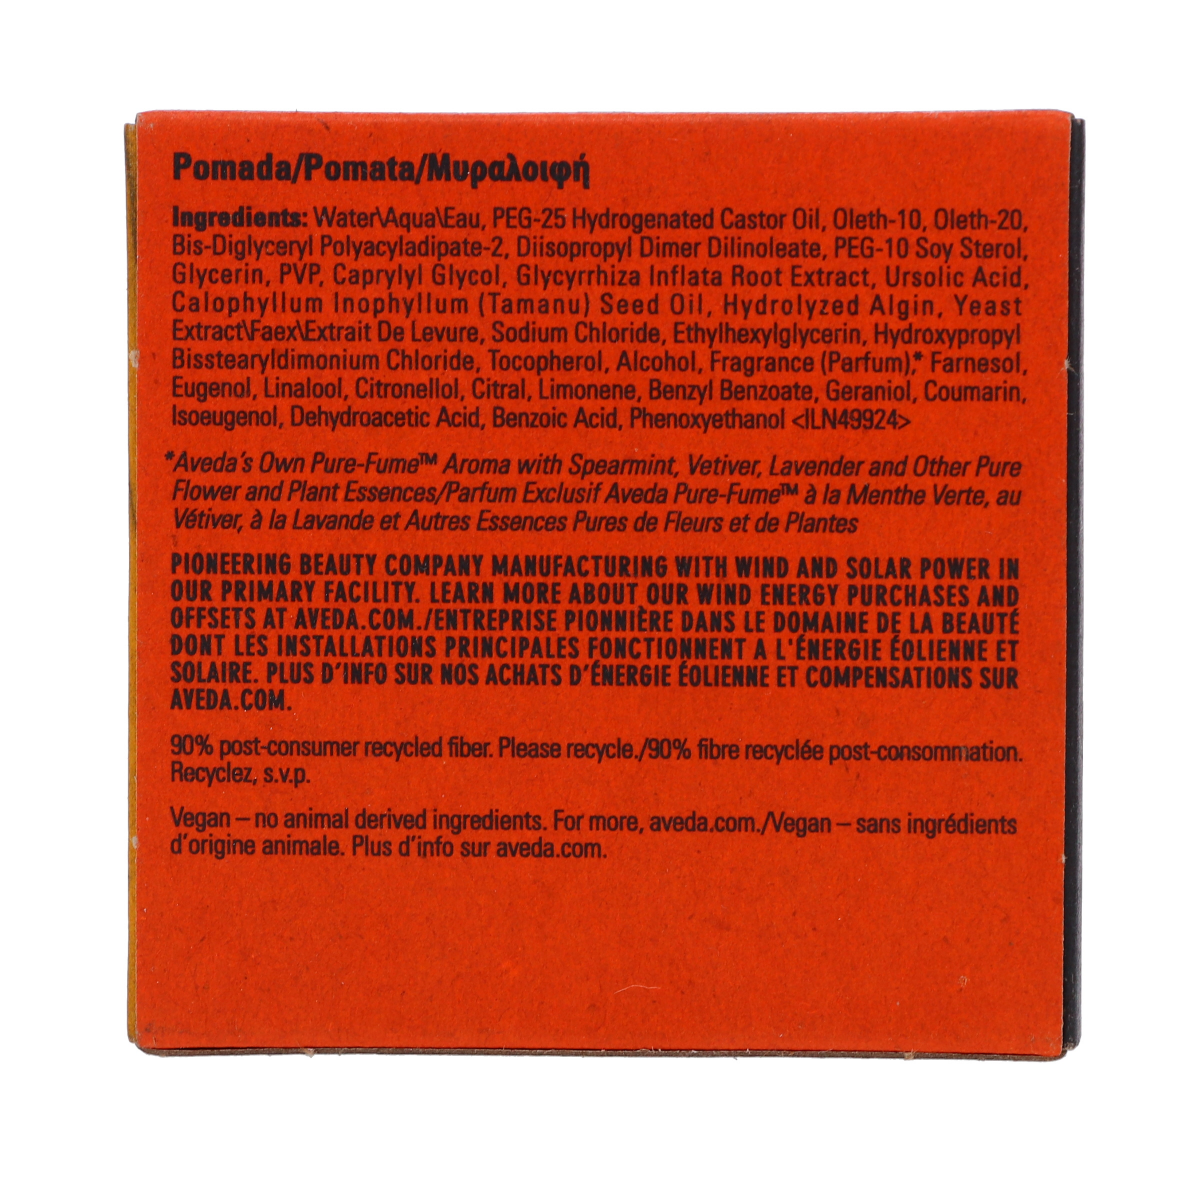 Pomada/Pomata/Μυραλοιφή
Ingredients: Water\Aqua\Eau, PEG-25 Hydrogenated Castor Oil, Oleth-10, Oleth-20,
Bis-Diglyceryl Polyacyladipate-2, Diisopropyl Dimer Dilinoleate, PEG-10 Soy Sterol,
Glycerin, PVP, Caprylyl Glycol, Glycyrrhiza Inflata Root Extract, Ursolic Acid,
Calophyllum Inophyllum (Tamanu) Seed Oil, Hydrolyzed Algin, Yeast
Extract\Faex\Extrait De Levure, Sodium Chloride, Ethylhexylglycerin, Hydroxypropyl
Bisstearyldimonium Chloride, Tocopherol, Alcohol, Fragrance (Parfum),* Farnesol,
Eugenol, Linalool, Citronellol, Citral, Limonene, Benzyl Benzoate, Geraniol, Coumarin,
Isoeugenol, Dehydroacetic Acid, Benzoic Acid, Phenoxyethanol <ILN49924>
*Aveda's Own Pure-Fume™ Aroma with Spearmint, Vetiver, Lavender and Other Pure
Flower and Plant Essences/Parfum Exclusif Aveda Pure-Fume™ à la Menthe Verte, au
Vétiver, à la Lavande et Autres Essences Pures de Fleurs et de Plantes
PIONEERING BEAUTY COMPANY MANUFACTURING WITH WIND AND SOLAR POWER IN
OUR PRIMARY FACILITY. LEARN MORE ABOUT OUR WIND ENERGY PURCHASES AND
OFFSETS AT AVEDA.COM./ENTREPRISE PIONNIÈRE DANS LE DOMAINE DE LA BEAUTÉ
DONT LES INSTALLATIONS PRINCIPALES FONCTIONNENT A L'ÉNERGIE ÉOLIENNE ET
SOLAIRE. PLUS D'INFO SUR NOS ACHATS D'ÉNERGIE ÉOLIENNE ET COMPENSATIONS SUR
AVEDA.COM.
90% post-consumer recycled fiber. Please recycle./90% fibre recyclée post-consommation.
Recyclez, s.v.p.
Vegan – no animal derived ingredients. For more, aveda.com./Vegan – sans ingrédients
d'origine animale. Plus d'info sur aveda.com.